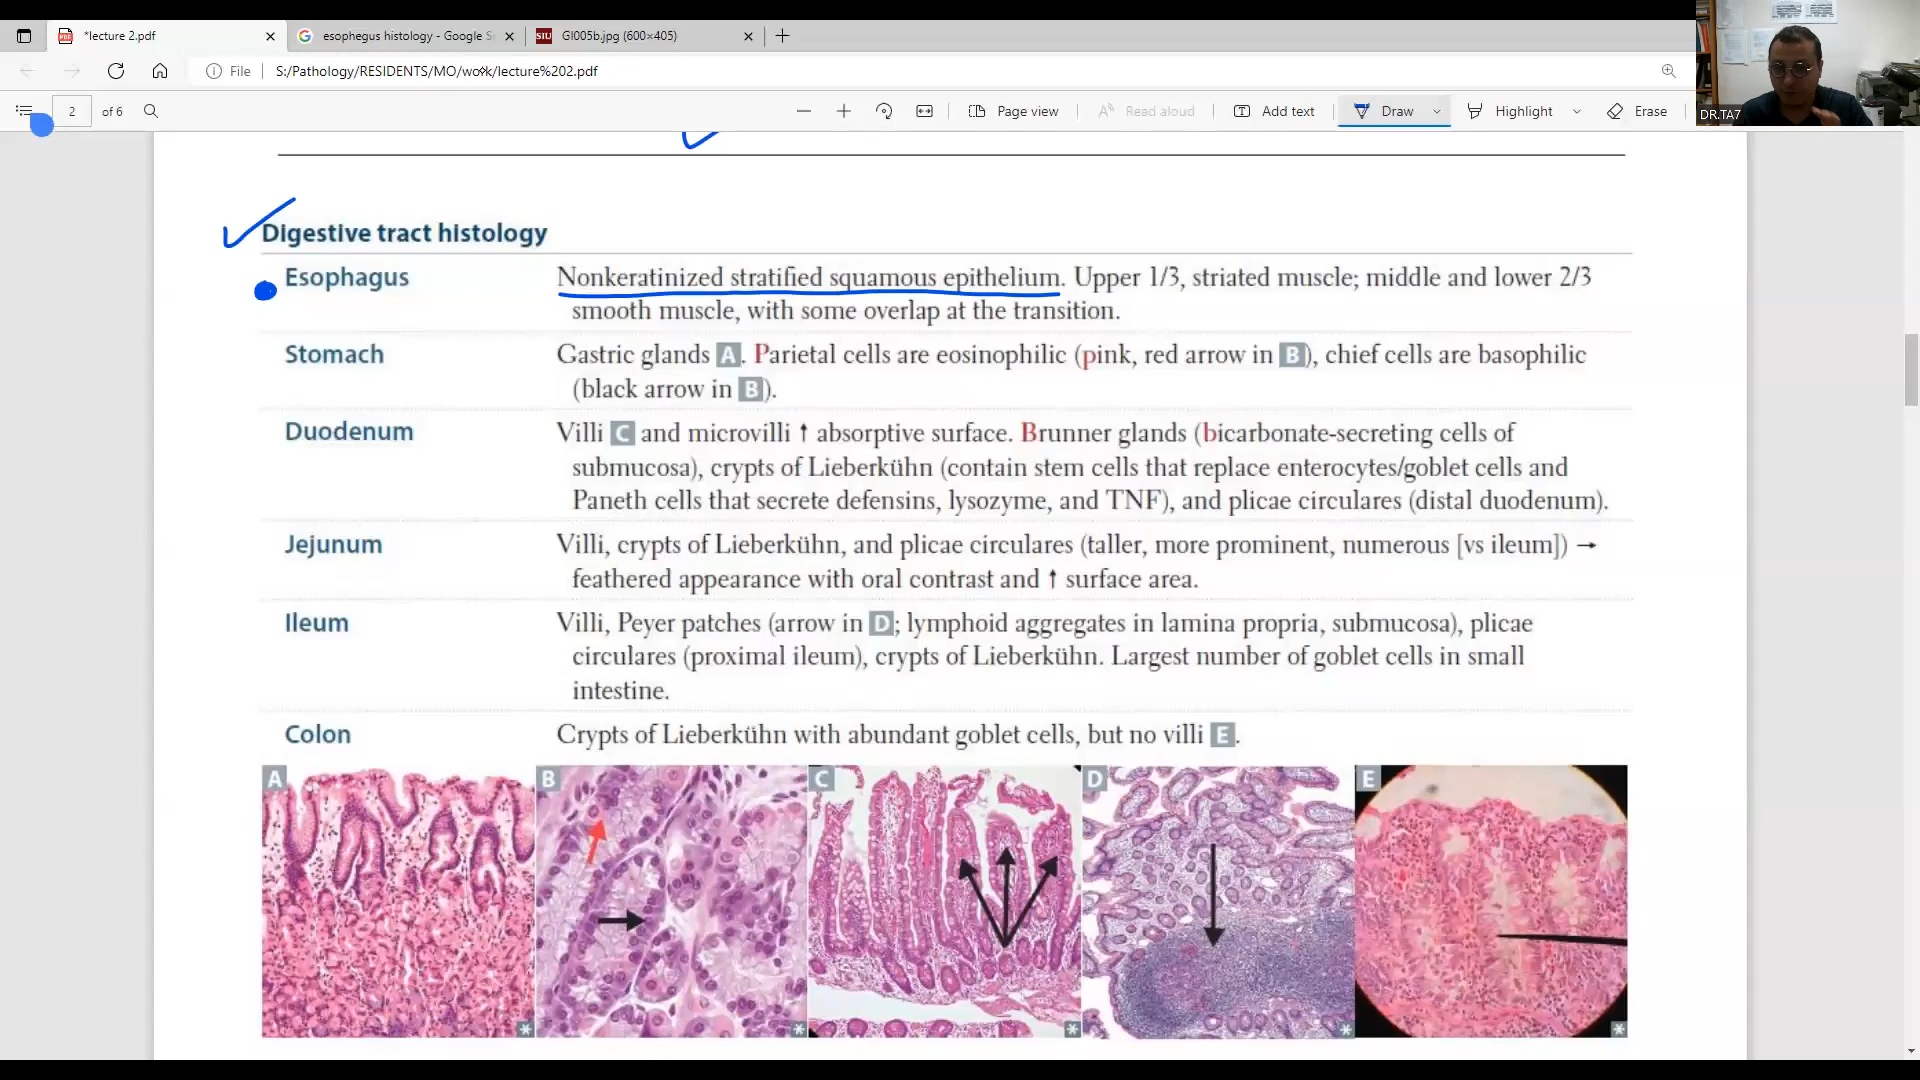 *lecture 2.pdf
esophegus histology - Google S
SIU
GI005b.jpg (600×405)
File
S:/Pathology/RESIDENTS/MO/work/lecture%202.pdf
2
of 6
Page view
Read aloud
Add text
Draw
Highlight
Erase
DR.TA7
Digestive tract histology
Esophagus
Nonkeratinized stratified squamous epithelium. Upper 1/3, striated muscle; middle and lower 2/3
smooth muscle, with some overlap at the transition.
Stomach
Gastric glands A. Parietal cells are eosinophilic (pink, red arrow in B), chief cells are basophilic
(black arrow in B).
Duodenum
Villi C and microvilli ↑ absorptive surface. Brunner glands (bicarbonate-secreting cells of
submucosa), crypts of Lieberkühn (contain stem cells that replace enterocytes/goblet cells and
Paneth cells that secrete defensins, lysozyme, and TNF), and plicae circulares (distal duodenum).
Jejunum
Villi, crypts of Lieberkühn, and plicae circulares (taller, more prominent, numerous [vs ileum]) →
feathered appearance with oral contrast and ↑ surface area.
Ileum
Villi, Peyer patches (arrow in D; lymphoid aggregates in lamina propria, submucosa), plicae
circulares (proximal ileum), crypts of Lieberkühn. Largest number of goblet cells in small
intestine.
Colon
Crypts of Lieberkühn with abundant goblet cells, but no villi E.
A
B
C
D
E